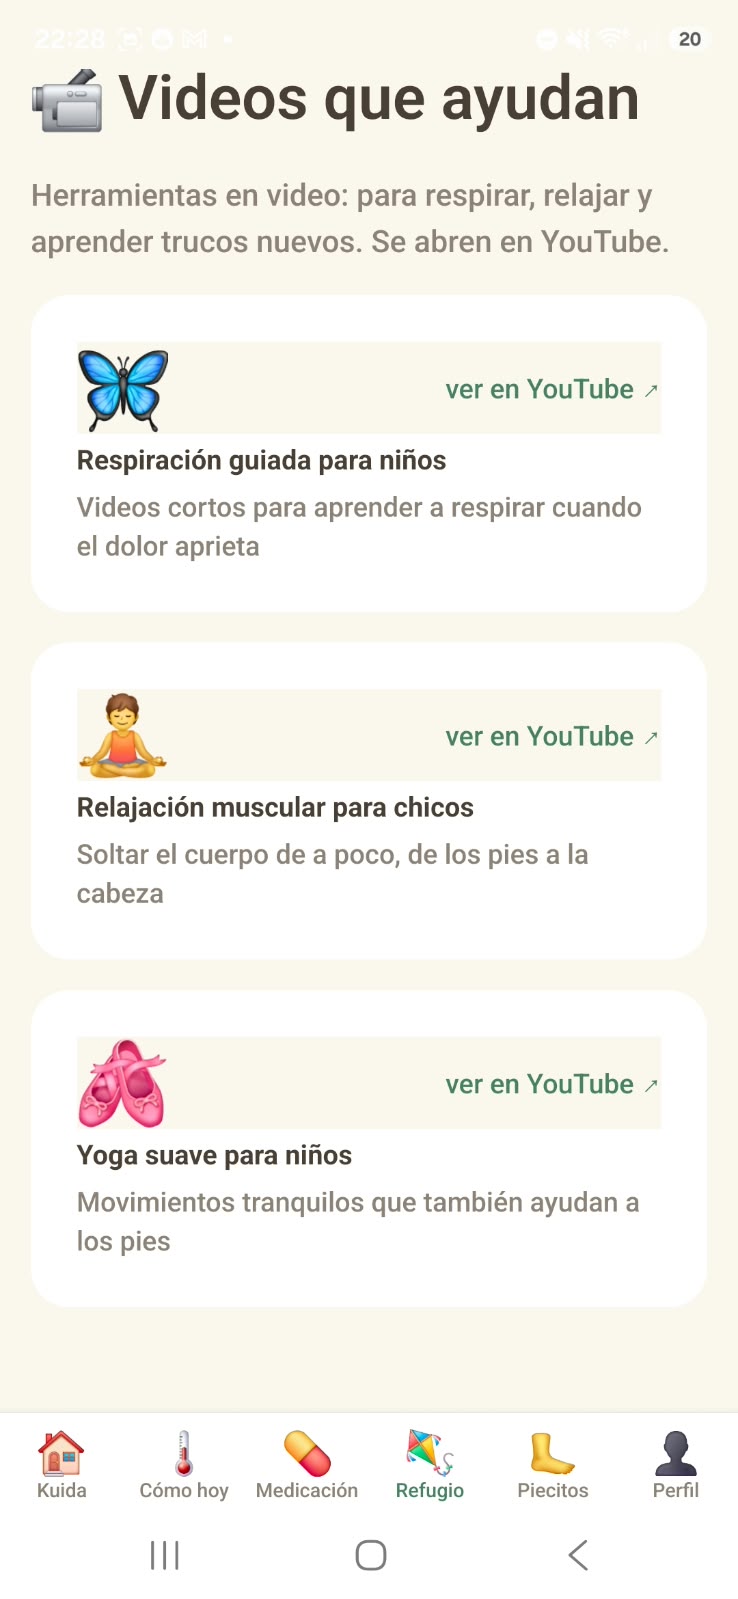 22:28
20
Videos que ayudan
Herramientas en video: para respirar, relajar y
aprender trucos nuevos. Se abren en YouTube.
ver en YouTube ↗
Respiración guiada para niños
Videos cortos para aprender a respirar cuando
el dolor aprieta
ver en YouTube ↗
Relajación muscular para chicos
Soltar el cuerpo de a poco, de los pies a la
cabeza
ver en YouTube ↗
Yoga suave para niños
Movimientos tranquilos que también ayudan a
los pies
Kuida
Cómo hoy
Medicación
Refugio
Piecitos
Perfil